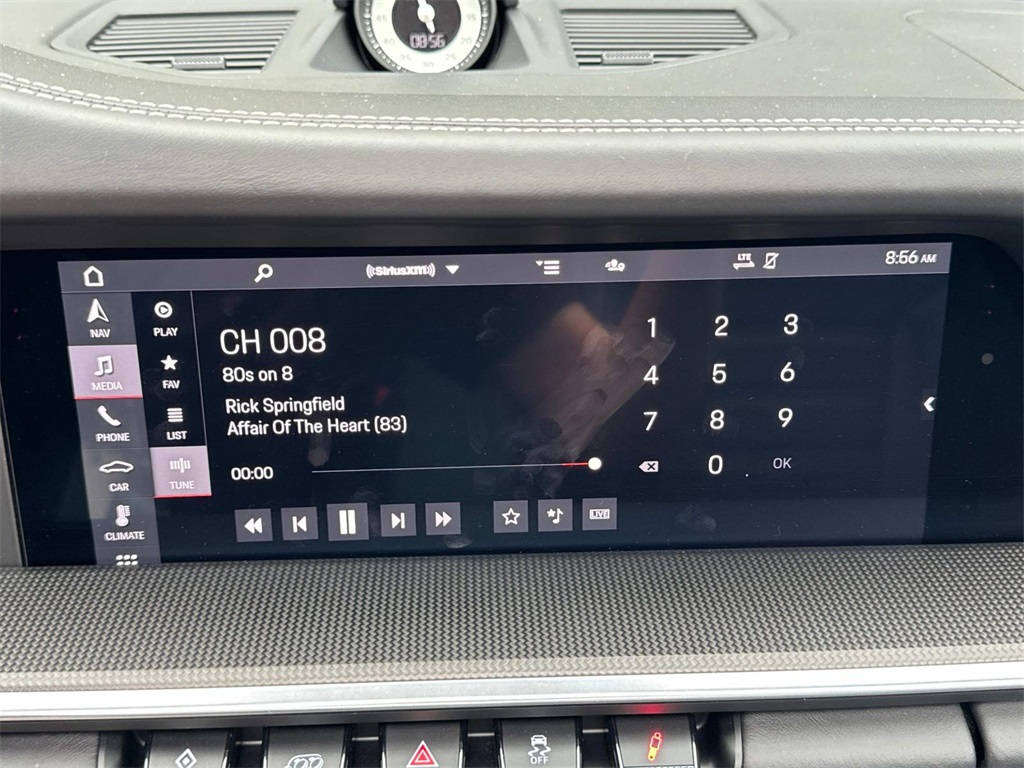 08:56
SiriusXM
LTE
8:56 AM
NAV
MEDIA
PHONE
CAR
CLIMATE
PLAY
FAV
LIST
TUNE
CH 008
80s on 8
Rick Springfield
Affair Of The Heart (83)
00:00
LIVE
1 2 3
4 5 6
7 8 9
0 OK
OFF